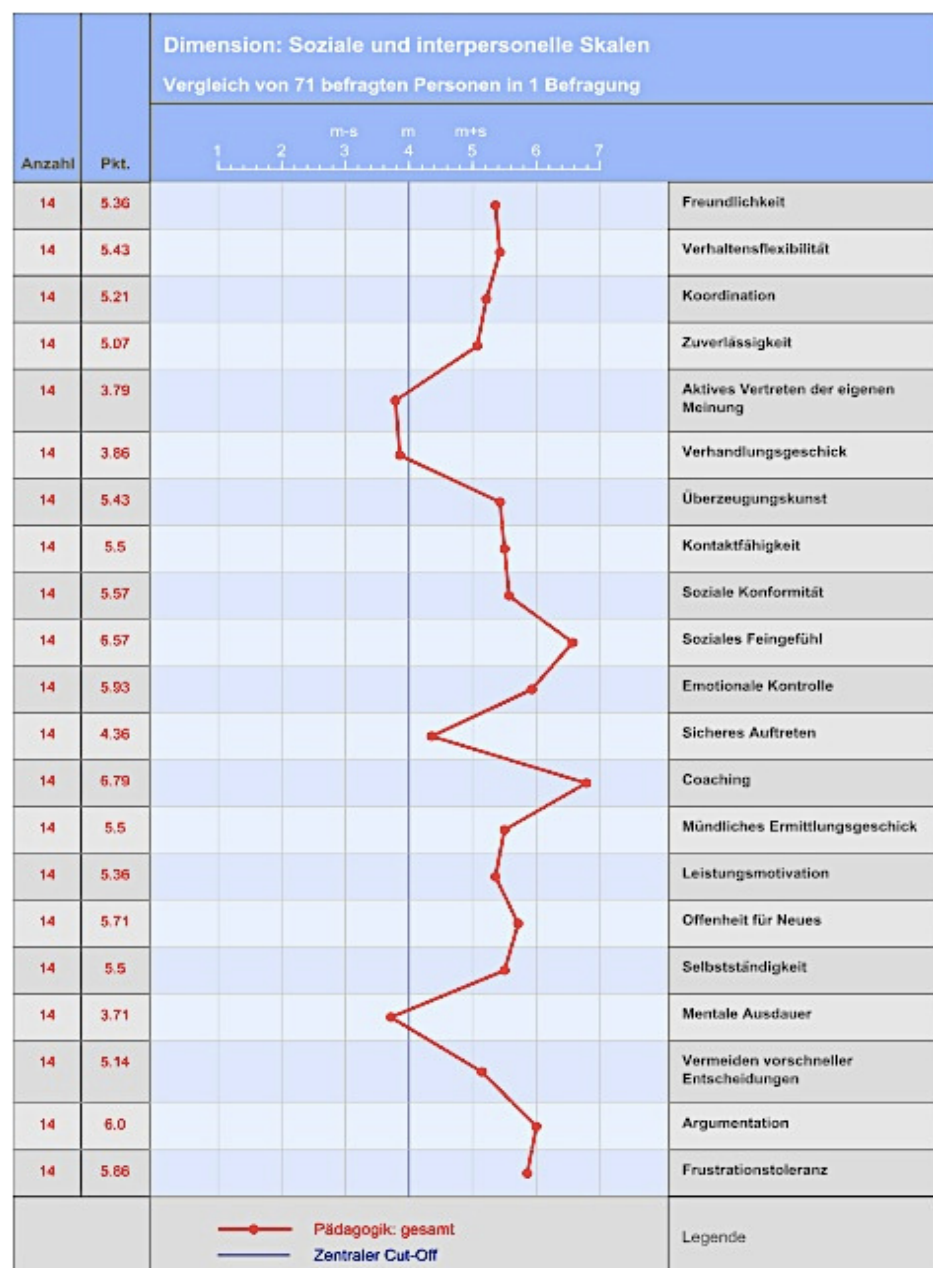 Dimension: Soziale und interpersonelle Skalen
Vergleich von 71 befragten Personen in 1 Befragung
m-s m m+s
Anzahl Pkt. 1 2 3 4 5 6 7
14 5.36 Freundlichkeit
14 5.43 Verhaltensflexibilität
14 5.21 Koordination
14 5.07 Zuverlässigkeit
14 3.79 Aktives Vertreten der eigenen
Meinung
14 3.86 Verhandlungsgeschick
14 5.43 Überzeugungskunst
14 5.5 Kontaktfähigkeit
14 5.57 Soziale Konformität
14 6.57 Soziales Feingefühl
14 5.93 Emotionale Kontrolle
14 4.36 Sicheres Auftreten
14 6.79 Coaching
14 5.5 Mündliches Ermittlungsgeschick
14 5.36 Leistungsmotivation
14 5.71 Offenheit für Neues
14 5.5 Selbstständigkeit
14 3.71 Mentale Ausdauer
14 5.14 Vermeiden vorschneller
Entscheidungen
14 6.0 Argumentation
14 5.86 Frustrationstoleranz
Pädagogik: gesamt
Zentraler Cut-Off
Legende